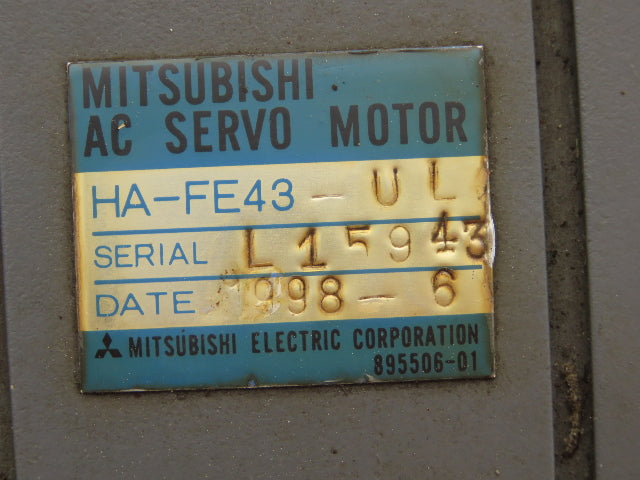 MITSUBISHI
AC SERVO MOTOR
HA-FE43 - UL
SERIAL L15943
DATE 1998 - 6
MITSUBISHI ELECTRIC CORPORATION
895506-01